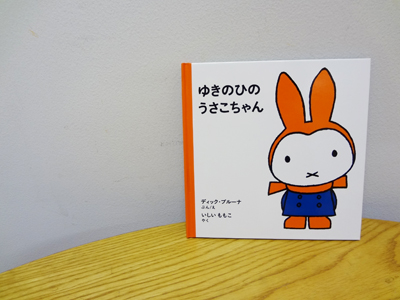 ゆきのひの
うさこちゃん
ディック・ブルーナ
ぶん/え
いしい ももこ
やく